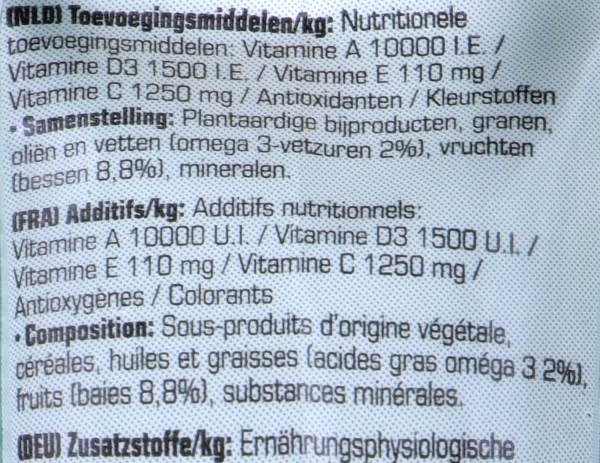 (NLD) Toevoegingsmiddelen/kg: Nutritionele
toevoegingsmiddelen: Vitamine A 10000 I.E. /
Vitamine D3 1500 I.E. / Vitamine E 110 mg /
Vitamine C 1250 mg / Antioxidanten / Kleurstoffen
• Samenstelling: Plantaardige bijproducten, granen,
oliën en vetten (omega 3-vetzuren 2%), vruchten
(bessen 8,8%), mineralen.
(FRA) Additifs/kg: Additifs nutritionnels:
Vitamine A 10000 U.I. / Vitamine D3 1500 U.I. /
Vitamine E 110 mg / Vitamine C 1250 mg /
Antioxygènes / Colorants
• Composition: Sous-produits d'origine végétale,
céréales, huiles et graisses (acides gras oméga 3 2%),
fruits (baies 8,8%), substances minérales.
(DEU) Zusatzstoffe/kg: Ernährungsphysiologische